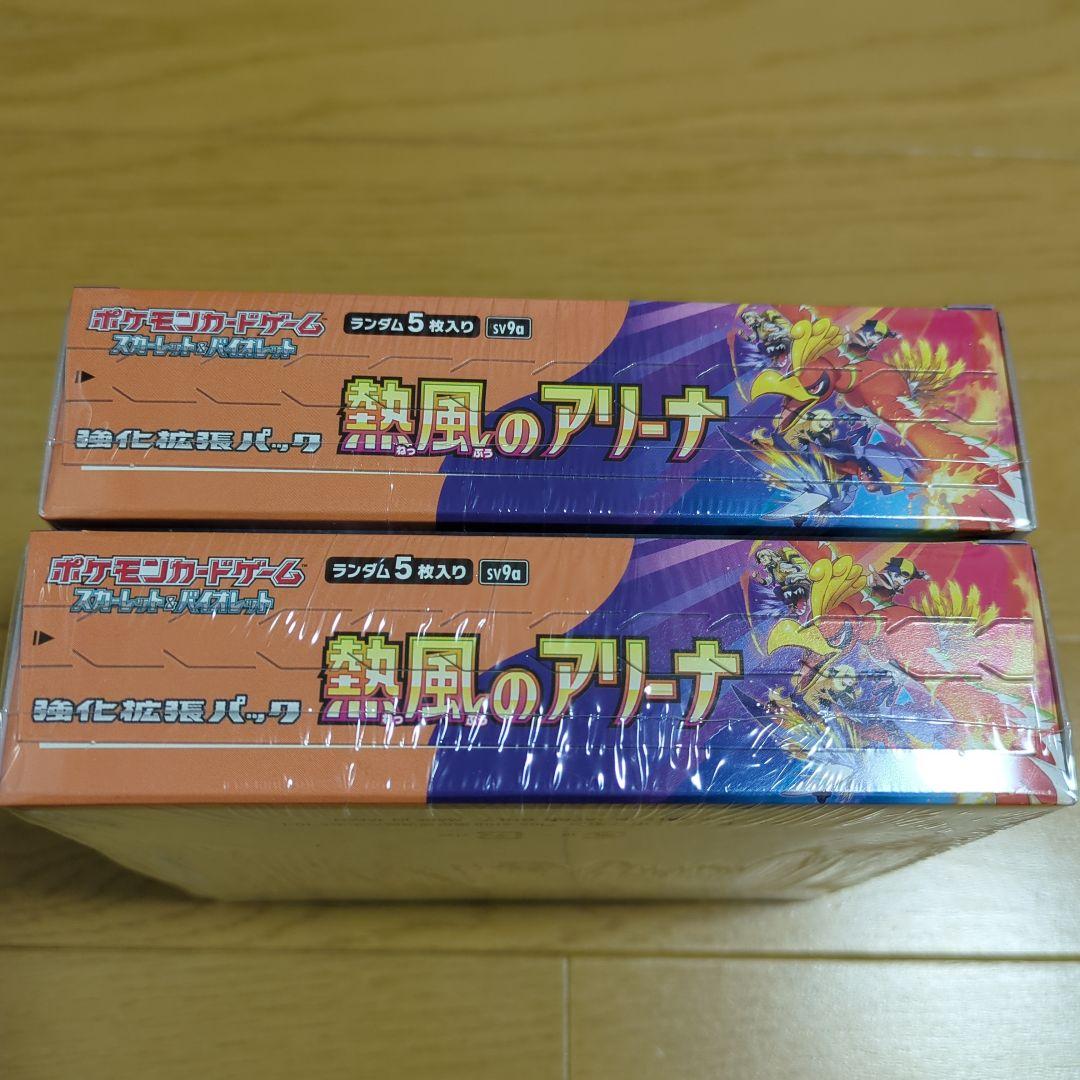 ポケモンカードゲーム
スカーレット&バイオレット
ランダム5枚入り sv9a
強化拡張パック
熱風のアリーナ
ねっ ぷう
ポケモンカードゲーム
スカーレット&バイオレット
ランダム5枚入り sv9a
強化拡張パック
熱風のアリーナ
ねっ ぷう